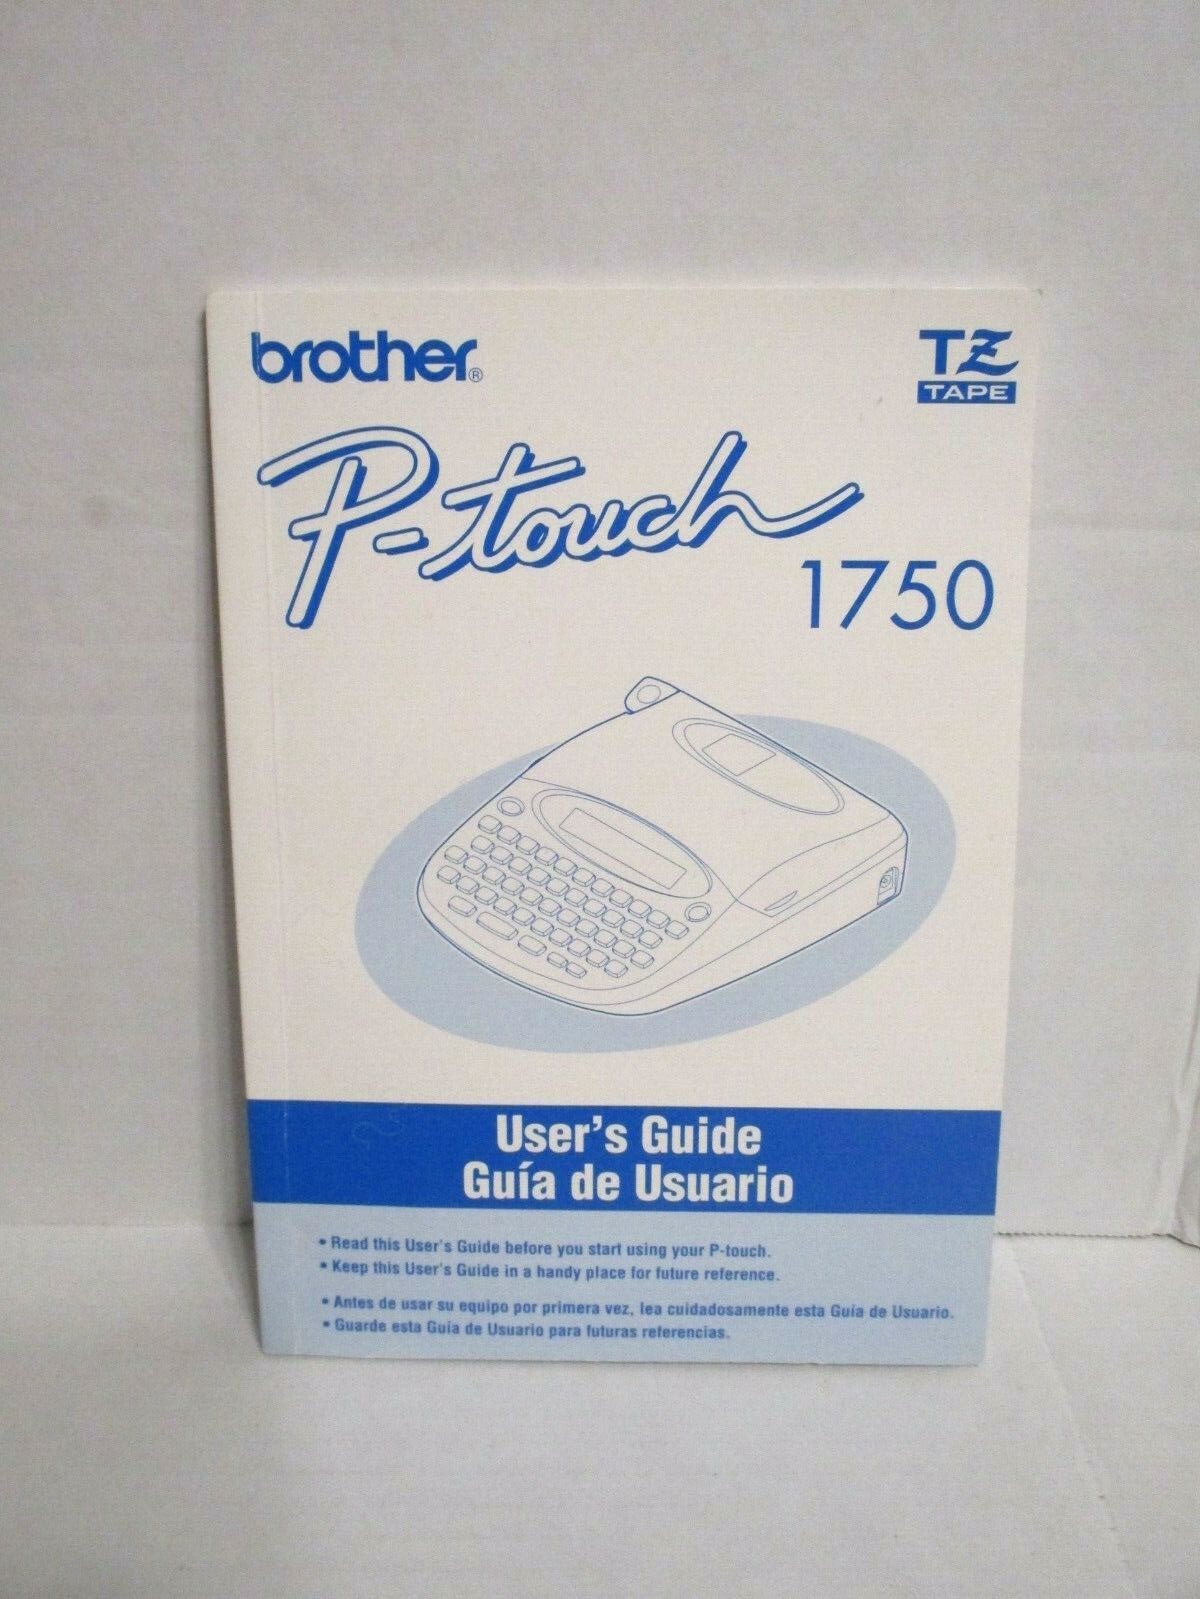 brother®
TZ
TAPE
P-touch
1750
User's Guide
Guía de Usuario
• Read this User's Guide before you start using your P-touch.
• Keep this User's Guide in a handy place for future reference.
• Antes de usar su equipo por primera vez, lea cuidadosamente esta Guía de Usuario.
• Guarde esta Guía de Usuario para futuras referencias.